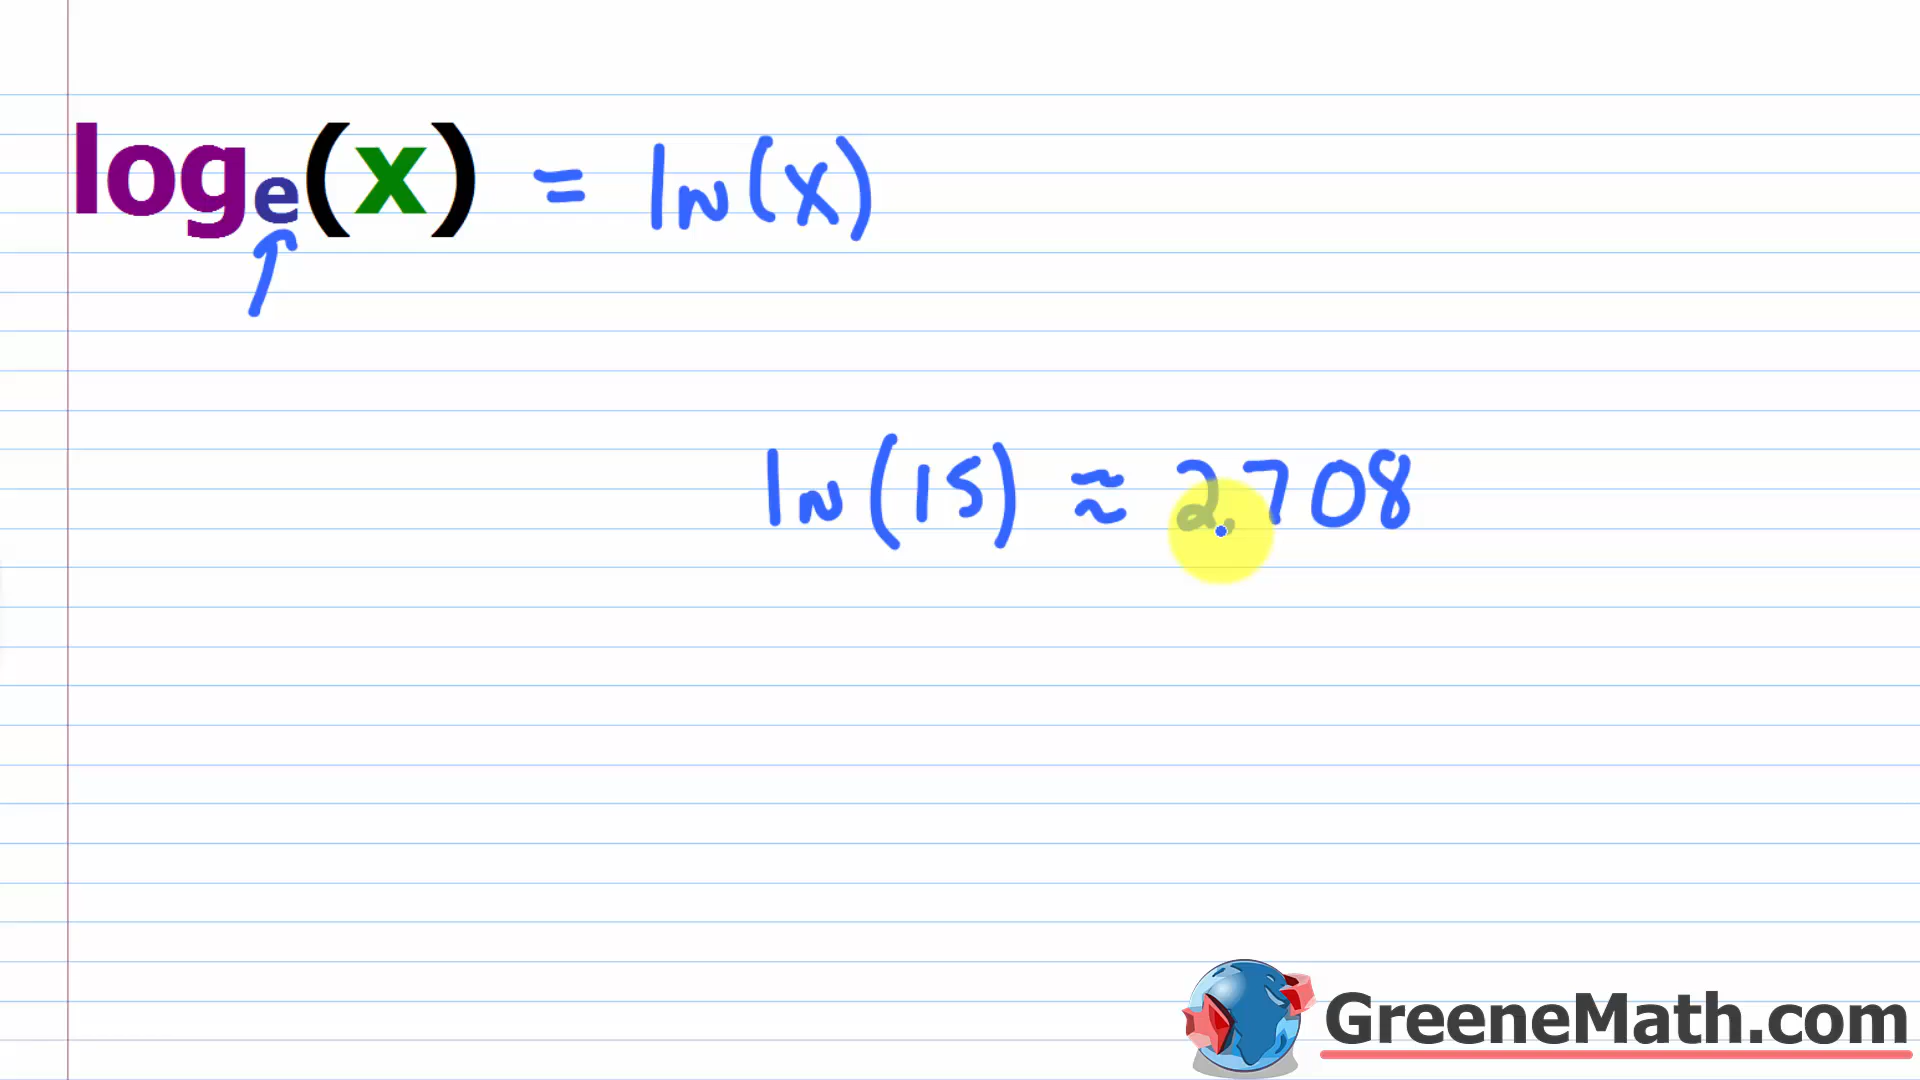 logₑ(x) = ln(x)
ln(15) ≈ 2.708
GreeneMath.com